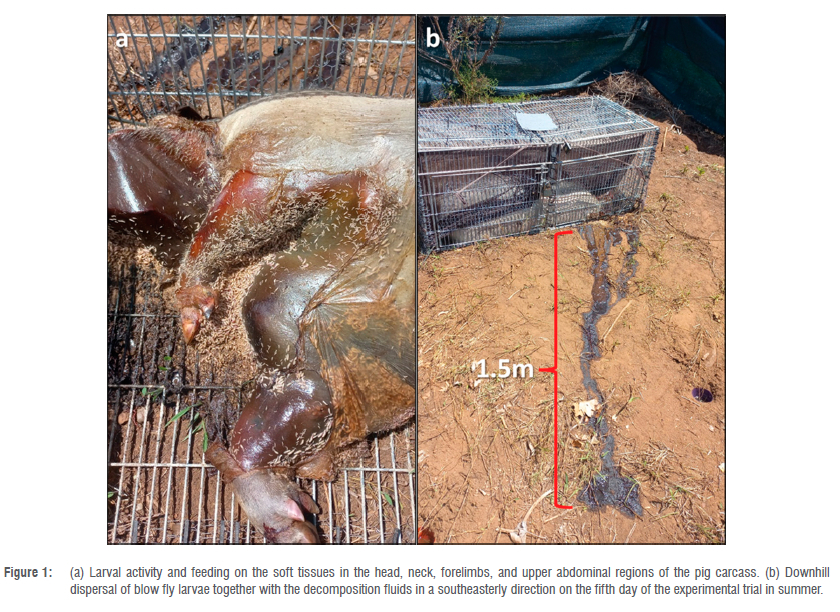 a
b
1.5m
Figure 1: (a) Larval activity and feeding on the soft tissues in the head, neck, forelimbs, and upper abdominal regions of the pig carcass. (b) Downhill
dispersal of blow fly larvae together with the decomposition fluids in a southeasterly direction on the fifth day of the experimental trial in summer.